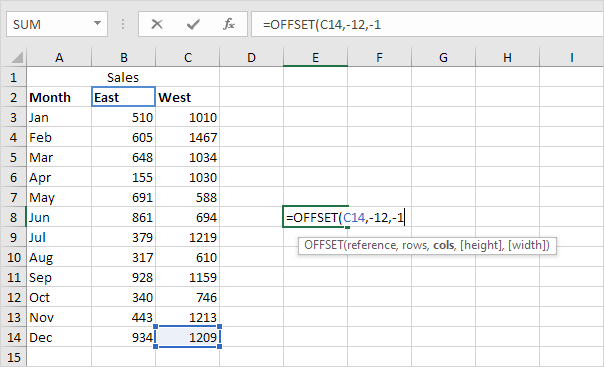 SUM fx =OFFSET(C14,-12,-1
A B C D E F G H I
1 Sales
2 Month East West
3 Jan 510 1010
4 Feb 605 1467
5 Mar 648 1034
6 Apr 155 1030
7 May 691 588
8 Jun 861 694 =OFFSET(C14,-12,-1
9 Jul 379 1219 OFFSET(reference, rows, cols, [height], [width])
10 Aug 317 610
11 Sep 928 1159
12 Oct 340 746
13 Nov 443 1213
14 Dec 934 1209
15